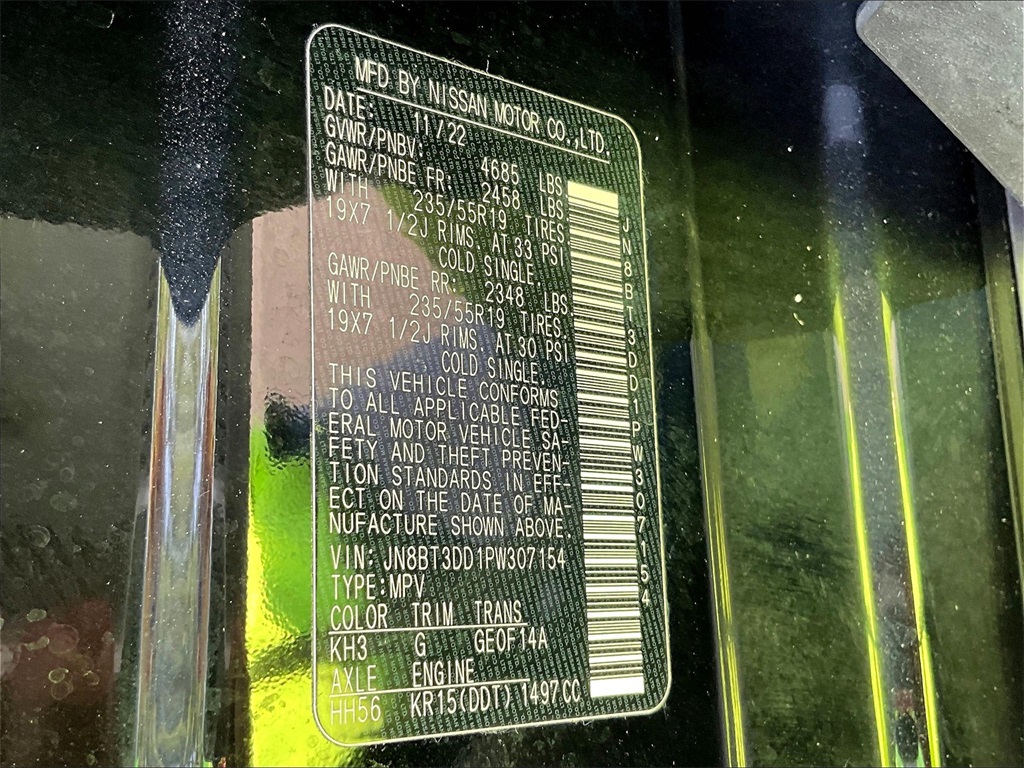 MFD BY NISSAN MOTOR CO.,LTD.
DATE: 11/22
GVWR/PNBV: 4685 LBS
GAWR/PNBE FR: 2458 LBS
WITH 235/55R19 TIRES,
19X7 1/2J RIMS, AT 33 PSI
COLD SINGLE.
GAWR/PNBE RR: 2348 LBS
WITH 235/55R19 TIRES,
19X7 1/2J RIMS, AT 30 PSI
COLD SINGLE.
THIS VEHICLE CONFORMS
TO ALL APPLICABLE FED-
ERAL MOTOR VEHICLE SA-
FETY AND THEFT PREVEN-
TION STANDARDS IN EFF-
ECT ON THE DATE OF MA-
NUFACTURE SHOWN ABOVE.
VIN: JN8BT3DD1PW307154
TYPE:MPV
COLOR TRIM TRANS
KH3 G GE0F14A
AXLE ENGINE
HH56 KR15(DDT) 1497CC
JN8BT3DD1PW307154